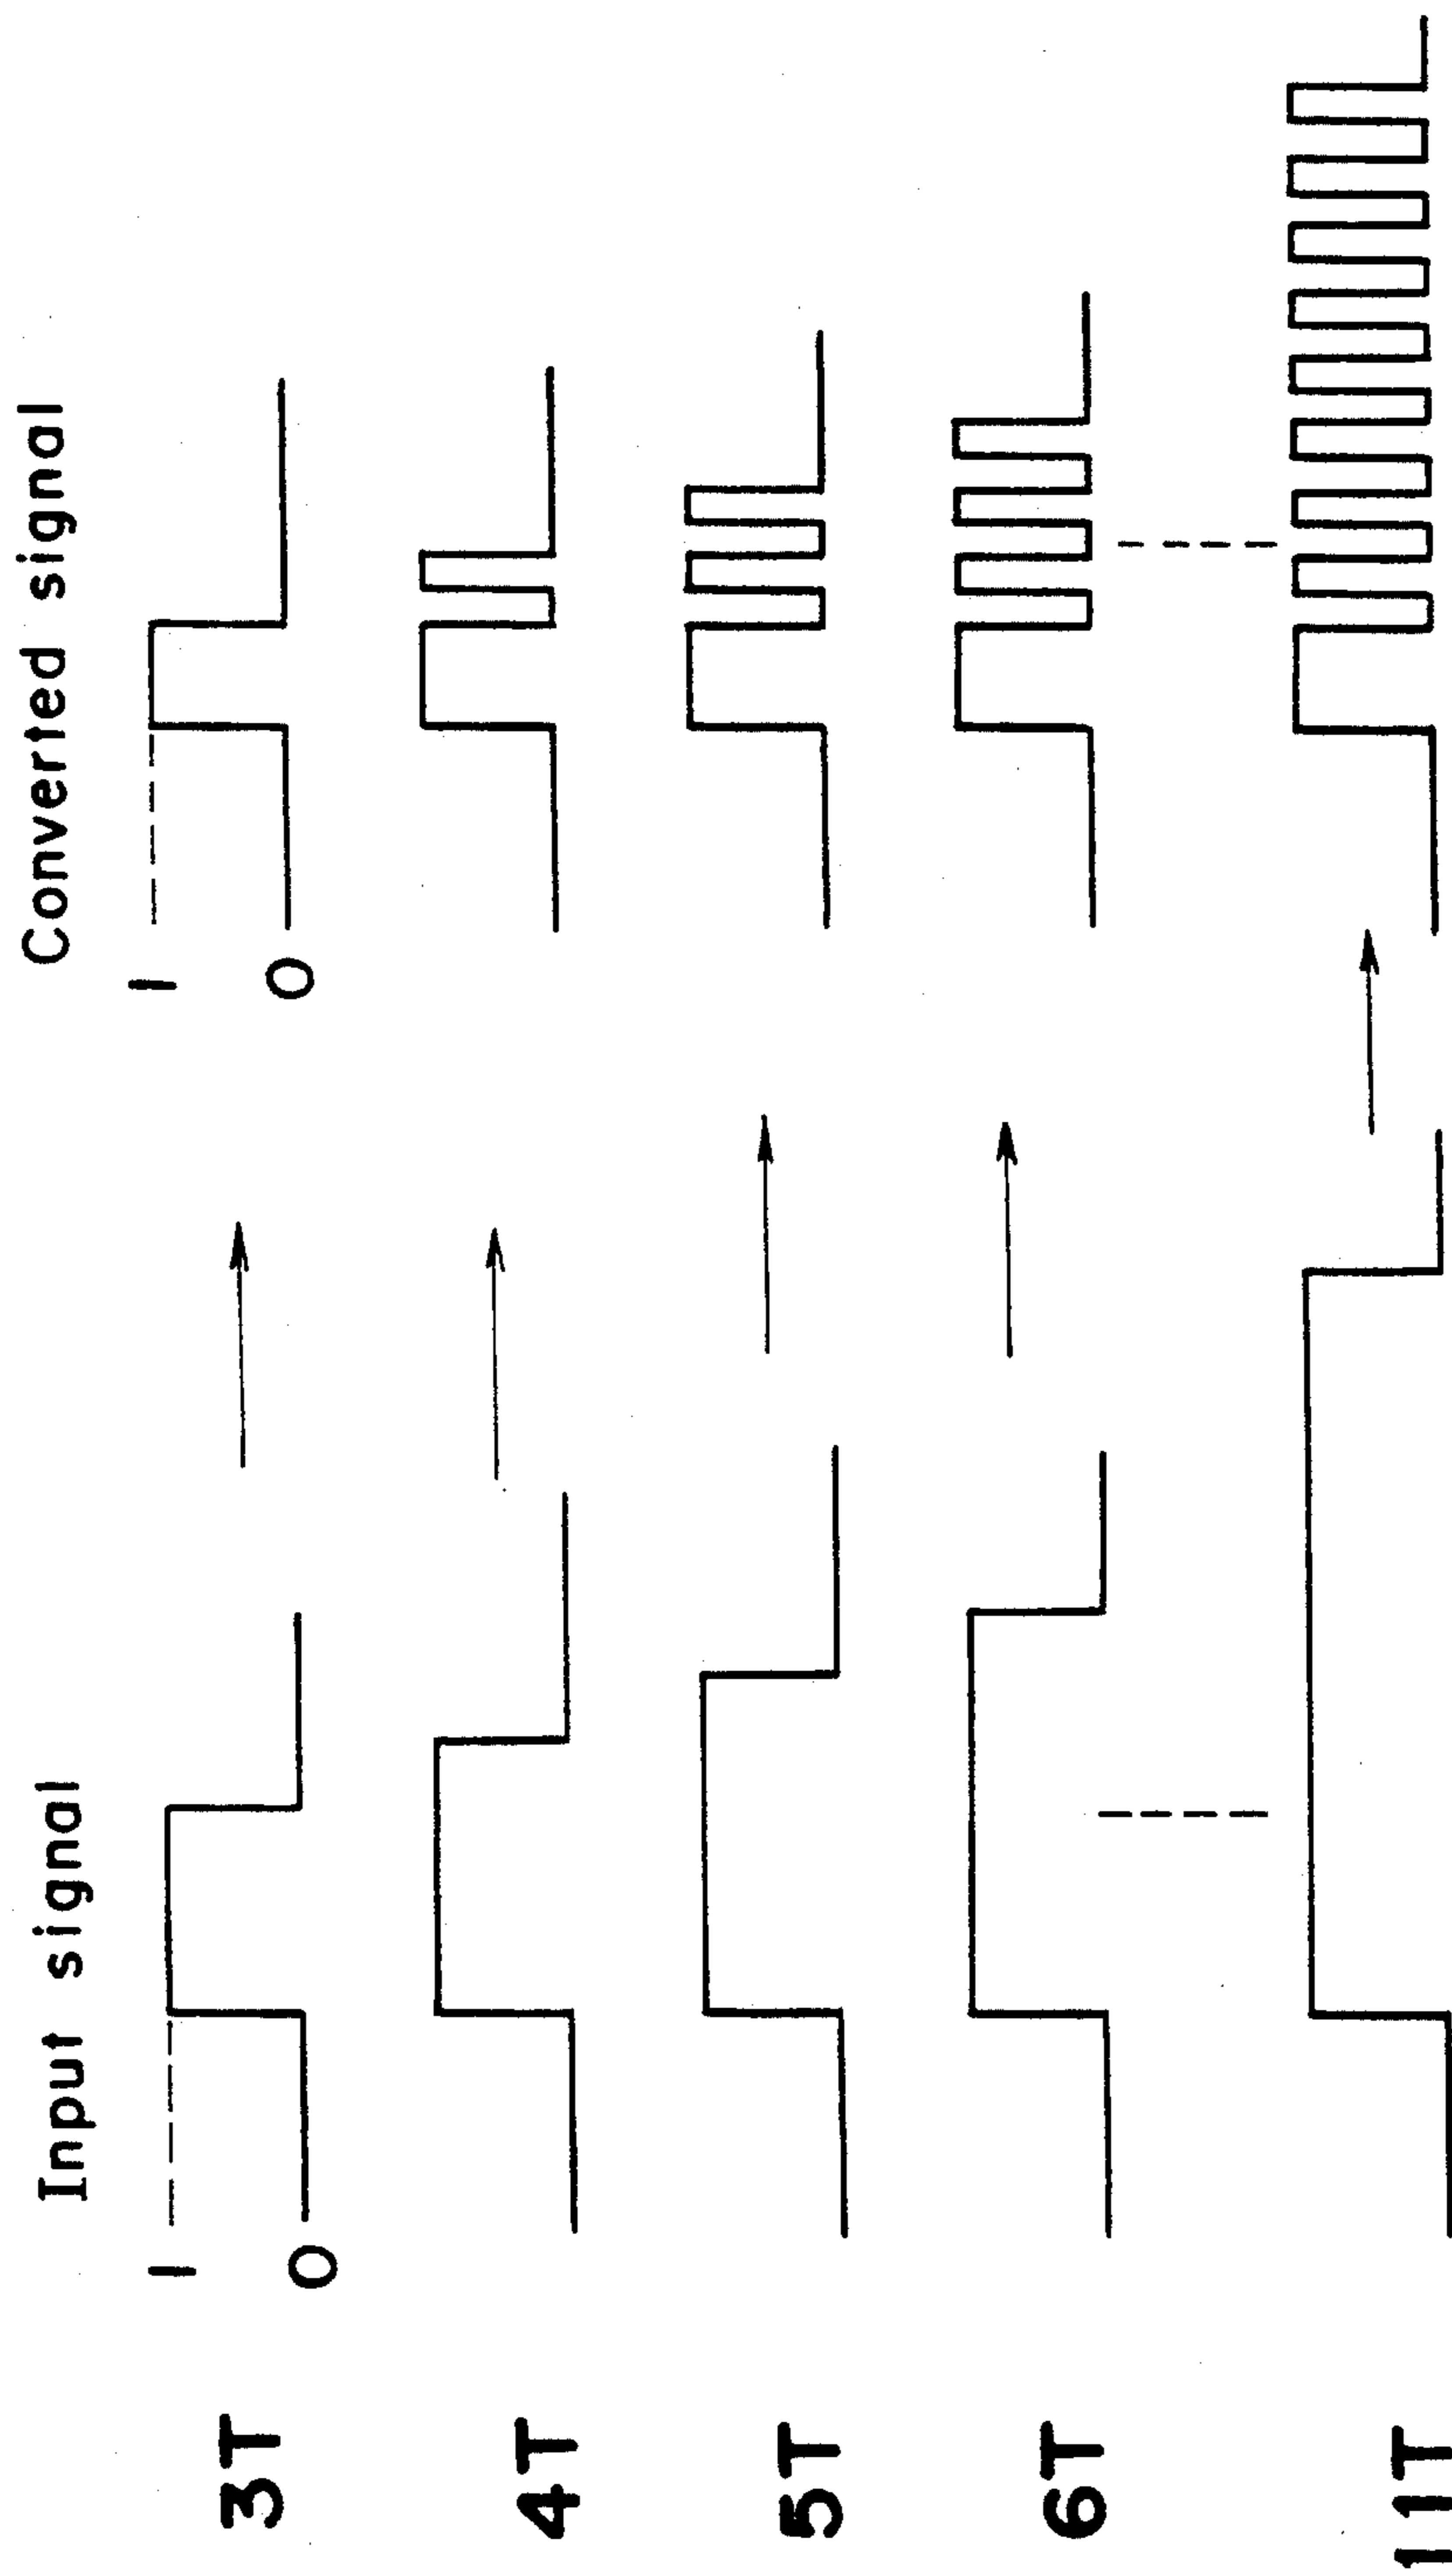 Input signal
Converted signal
1
0
1
0
3T
4T
5T
6T
11T